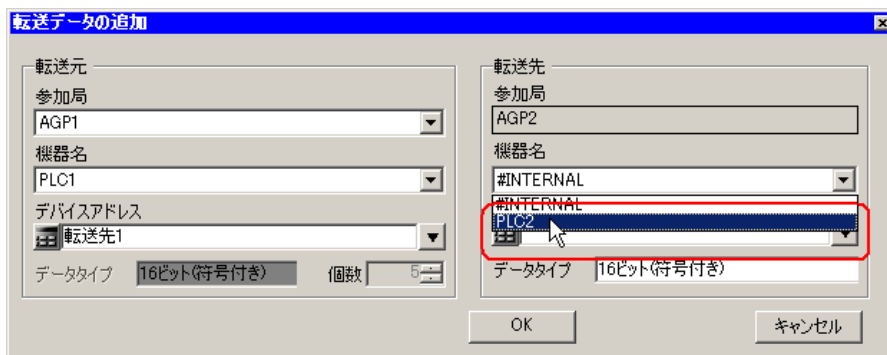 転送データの追加
転送元
参加局
AGP1
機器名
PLC1
デバイスアドレス
転送先1
データタイプ 16ビット(符号付き) 個数 5
転送先
参加局
AGP2
機器名
#INTERNAL
#INTERNAL
PLC2
データタイプ 16ビット(符号付き)
OK キャンセル